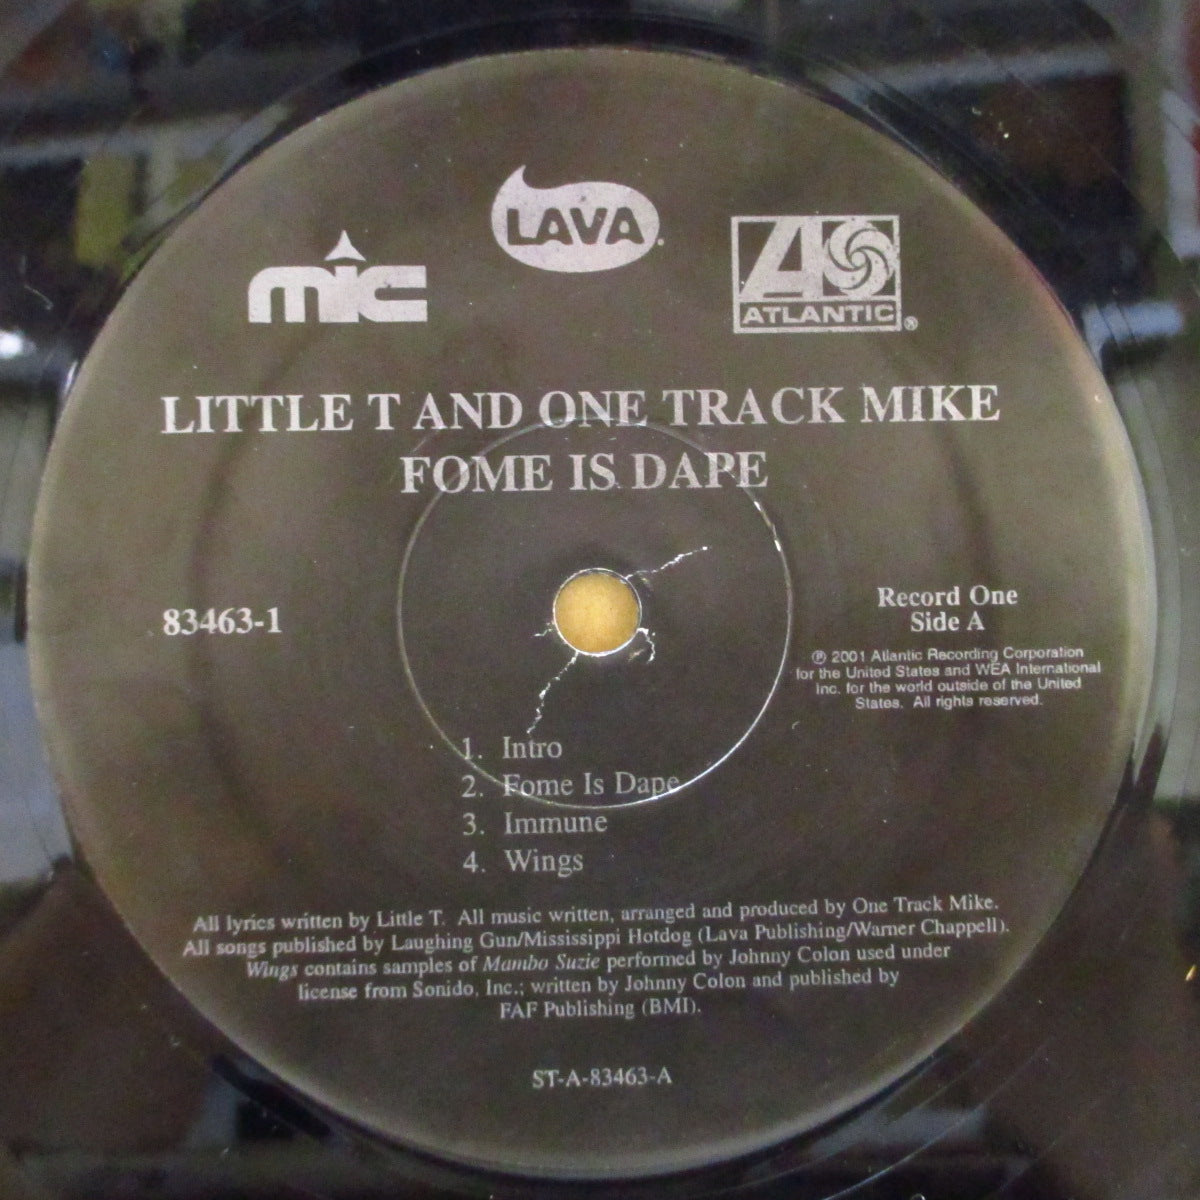 LAVA.
mic
ATLANTIC®
LITTLE T AND ONE TRACK MIKE
FOME IS DAPE
83463-1
Record One
Side A
℗ 2001 Atlantic Recording Corporation
for the United States and WEA International
Inc. for the world outside of the United
States. All rights reserved.
1. Intro
2. Fome Is Dape
3. Immune
4. Wings
All lyrics written by Little T. All music written, arranged and produced by One Track Mike.
All songs published by Laughing Gun/Mississippi Hotdog (Lava Publishing/Warner Chappell).
Wings contains samples of Mambo Suzie performed by Johnny Colon used under
license from Sonido, Inc.; written by Johnny Colon and published by
FAF Publishing (BMI).
ST-A-83463-A